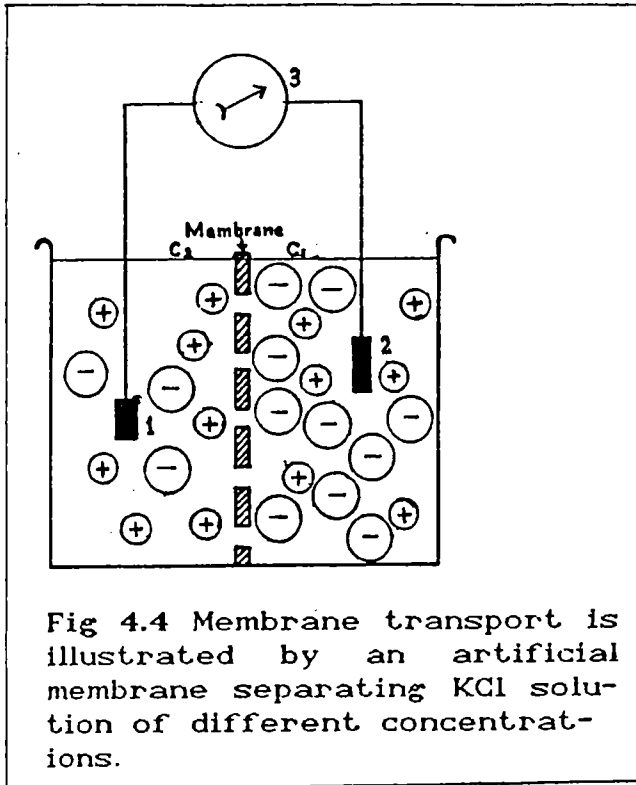 3
Membrane
C₂ C₁
2
1
Fig 4.4 Membrane transport is
illustrated by an artificial
membrane separating KCl solu-
tion of different concentrat-
ions.